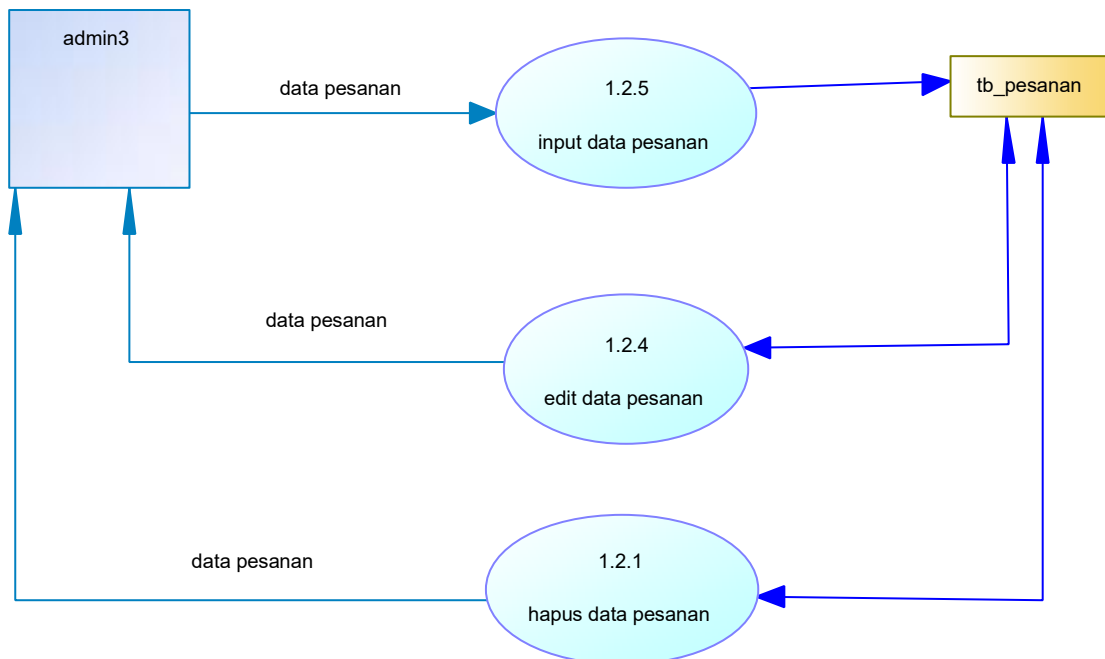 admin3
data pesanan
1.2.5
input data pesanan
tb_pesanan
data pesanan
1.2.4
edit data pesanan
data pesanan
1.2.1
hapus data pesanan